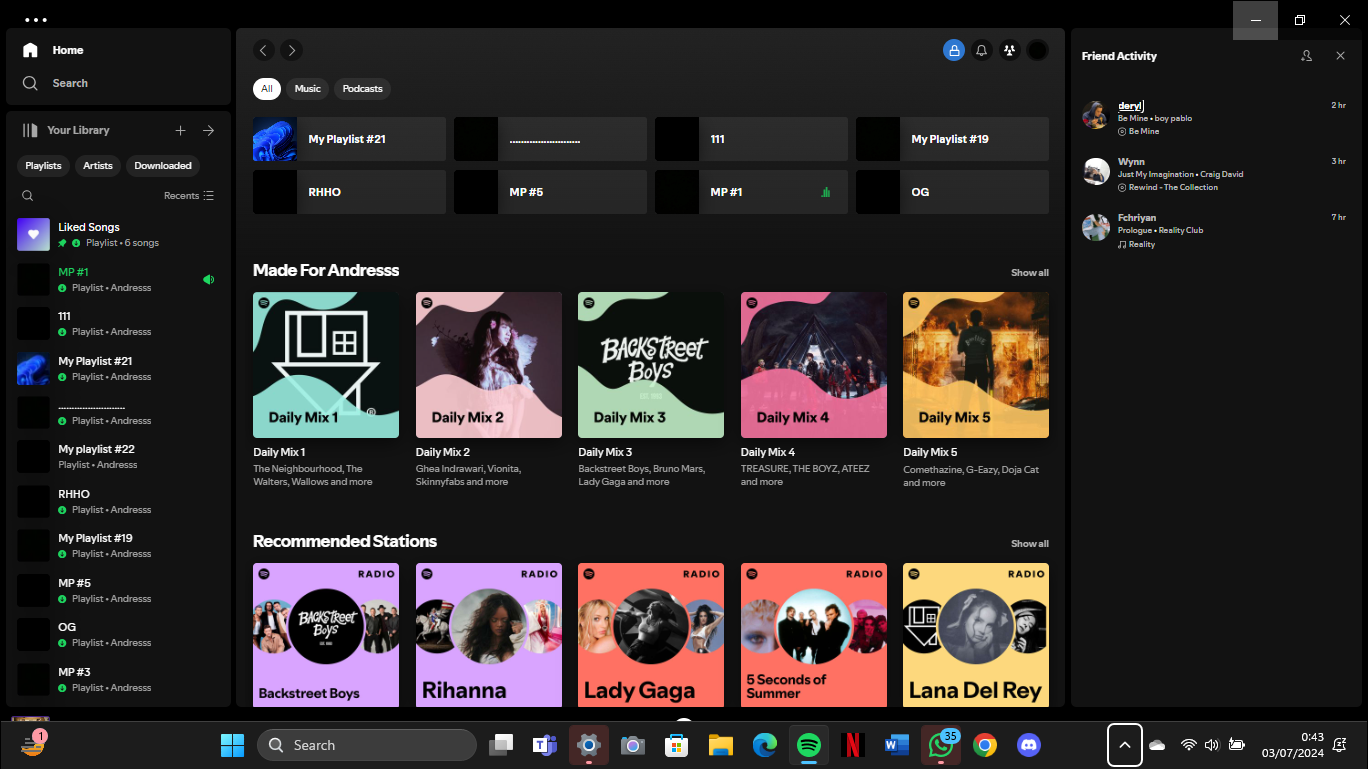 Home
Search
Your Library
Playlists
Artists
Downloaded
Recents
Liked Songs
Playlist • 6 songs
MP #1
Playlist • Andresss
111
Playlist • Andresss
My Playlist #21
Playlist • Andresss
........................
Playlist • Andresss
My playlist #22
Playlist • Andresss
RHHO
Playlist • Andresss
My Playlist #19
Playlist • Andresss
MP #5
Playlist • Andresss
OG
Playlist • Andresss
MP #3
Playlist • Andresss
All
Music
Podcasts
My Playlist #21
........................
111
My Playlist #19
RHHO
MP #5
MP #1
OG
Made For Andresss
Show all
Daily Mix 1
Daily Mix 2
BACKSTREET
BOYS
EST. 1993
Daily Mix 3
Daily Mix 4
Daily Mix 5
Daily Mix 1
The Neighbourhood, The
Walters, Wallows and more
Daily Mix 2
Ghea Indrawari, Vionita,
Skinnyfabs and more
Daily Mix 3
Backstreet Boys, Bruno Mars,
Lady Gaga and more
Daily Mix 4
TREASURE, THE BOYZ, ATEEZ
and more
Daily Mix 5
Comethazine, G-Eazy, Doja Cat
and more
Recommended Stations
Show all
RADIO
BACKSTREET
BOYS
Backstreet Boys
RADIO
Rihanna
RADIO
Lady Gaga
RADIO
5 Seconds of
Summer
RADIO
Lana Del Rey
Friend Activity
deryl
2 hr
Be Mine • boy pablo
Be Mine
Wynn
3 hr
Just My Imagination • Craig David
Rewind - The Collection
Fchriyan
7 hr
Prologue • Reality Club
Reality
1
Search
35
0:43
03/07/2024